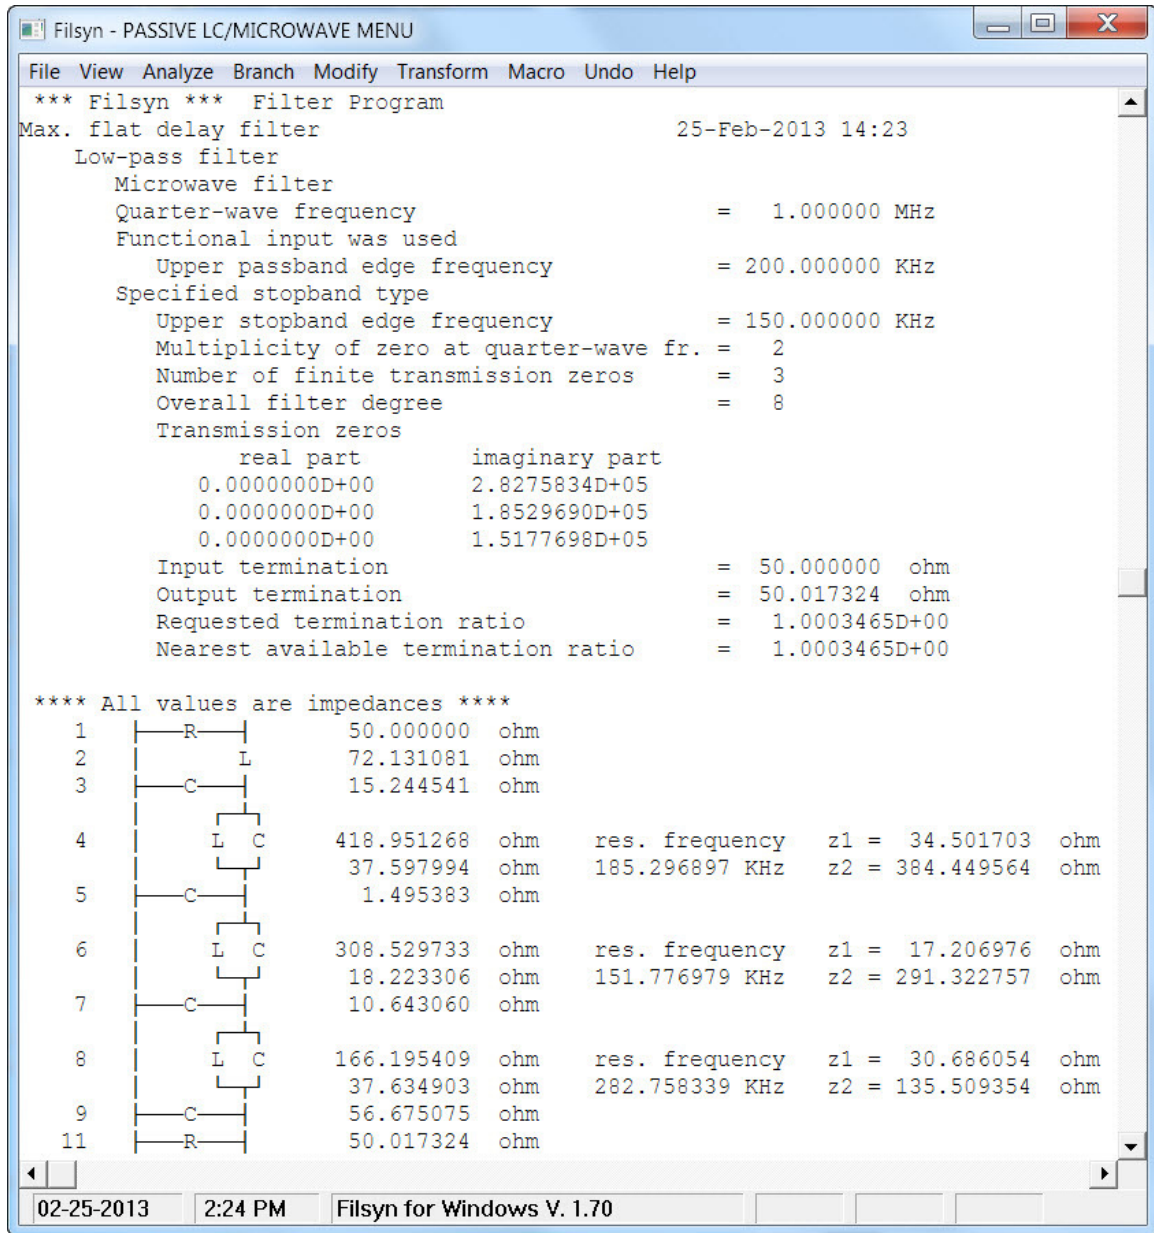 Filsyn - PASSIVE LC/MICROWAVE MENU
File View Analyze Branch Modify Transform Macro Undo Help
*** Filsyn *** Filter Program
Max. flat delay filter 25-Feb-2013 14:23
Low-pass filter
Microwave filter
Quarter-wave frequency = 1.000000 MHz
Functional input was used
Upper passband edge frequency = 200.000000 KHz
Specified stopband type
Upper stopband edge frequency = 150.000000 KHz
Multiplicity of zero at quarter-wave fr. = 2
Number of finite transmission zeros = 3
Overall filter degree = 8
Transmission zeros
real part imaginary part
0.0000000D+00 2.8275834D+05
0.0000000D+00 1.8529690D+05
0.0000000D+00 1.5177698D+05
Input termination = 50.000000 ohm
Output termination = 50.017324 ohm
Requested termination ratio = 1.0003465D+00
Nearest available termination ratio = 1.0003465D+00
**** All values are impedances ****
1 R 50.000000 ohm
2 L 72.131081 ohm
3 C 15.244541 ohm
4 L C 418.951268 ohm res. frequency z1 = 34.501703 ohm
37.597994 ohm 185.296897 KHz z2 = 384.449564 ohm
5 C 1.495383 ohm
6 L C 308.529733 ohm res. frequency z1 = 17.206976 ohm
18.223306 ohm 151.776979 KHz z2 = 291.322757 ohm
7 C 10.643060 ohm
8 L C 166.195409 ohm res. frequency z1 = 30.686054 ohm
37.634903 ohm 282.758339 KHz z2 = 135.509354 ohm
9 C 56.675075 ohm
11 R 50.017324 ohm
02-25-2013 2:24 PM Filsyn for Windows V. 1.70